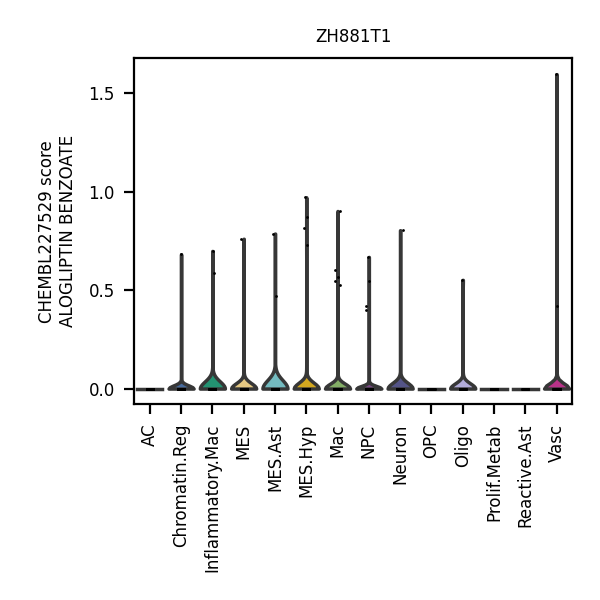 ZH881T1
CHEMBL227529 score
ALOGLIPTIN BENZOATE
1.5
1.0
0.5
0.0
AC
Chromatin.Reg
Inflammatory.Mac
MES
MES.Ast
MES.Hyp
Mac
NPC
Neuron
OPC
Oligo
Prolif.Metab
Reactive.Ast
Vasc